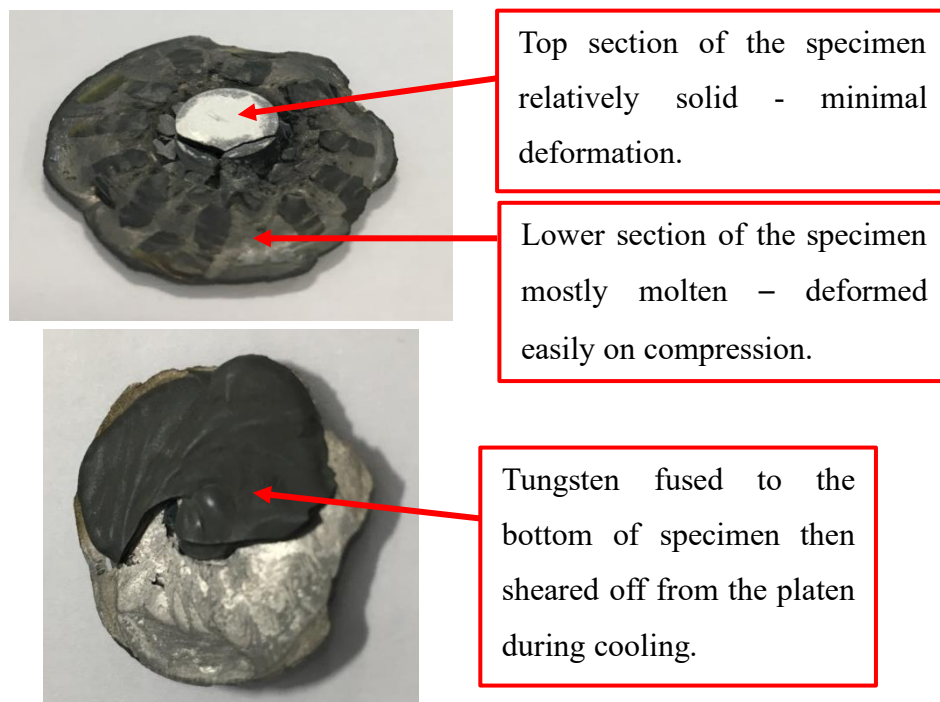 Top section of the specimen
relatively solid - minimal
deformation.
Lower section of the specimen
mostly molten – deformed
easily on compression.
Tungsten fused to the
bottom of specimen then
sheared off from the platen
during cooling.